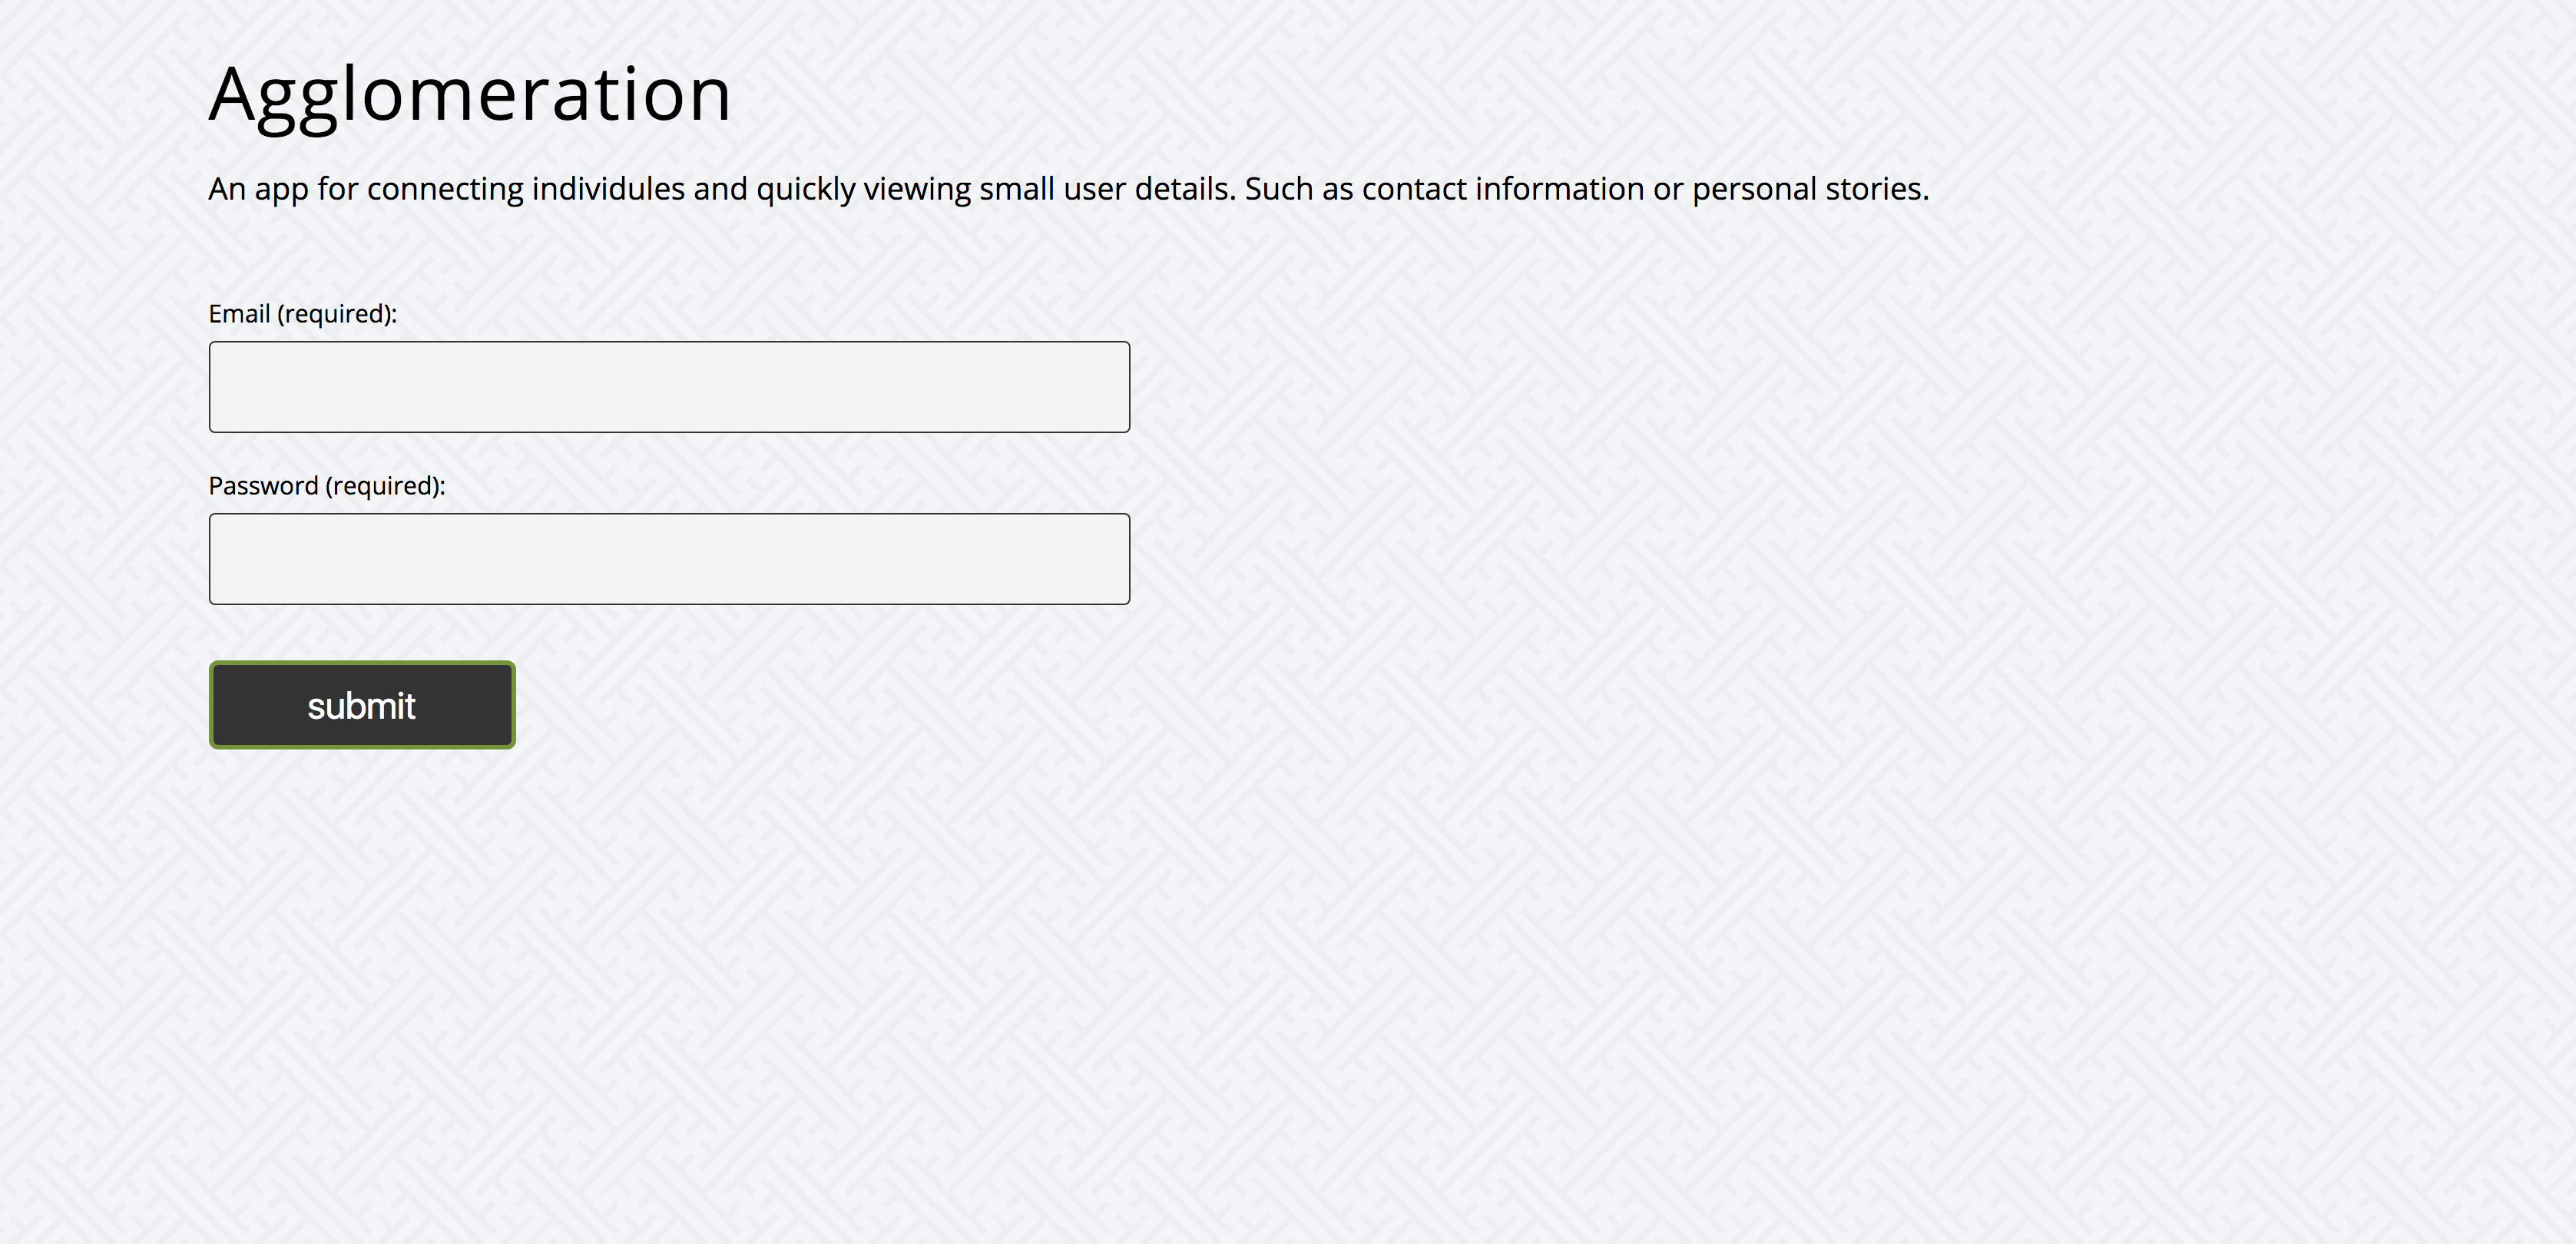 Agglomeration
An app for connecting individules and quickly viewing small user details. Such as contact information or personal stories.
Email (required):
Password (required):
submit